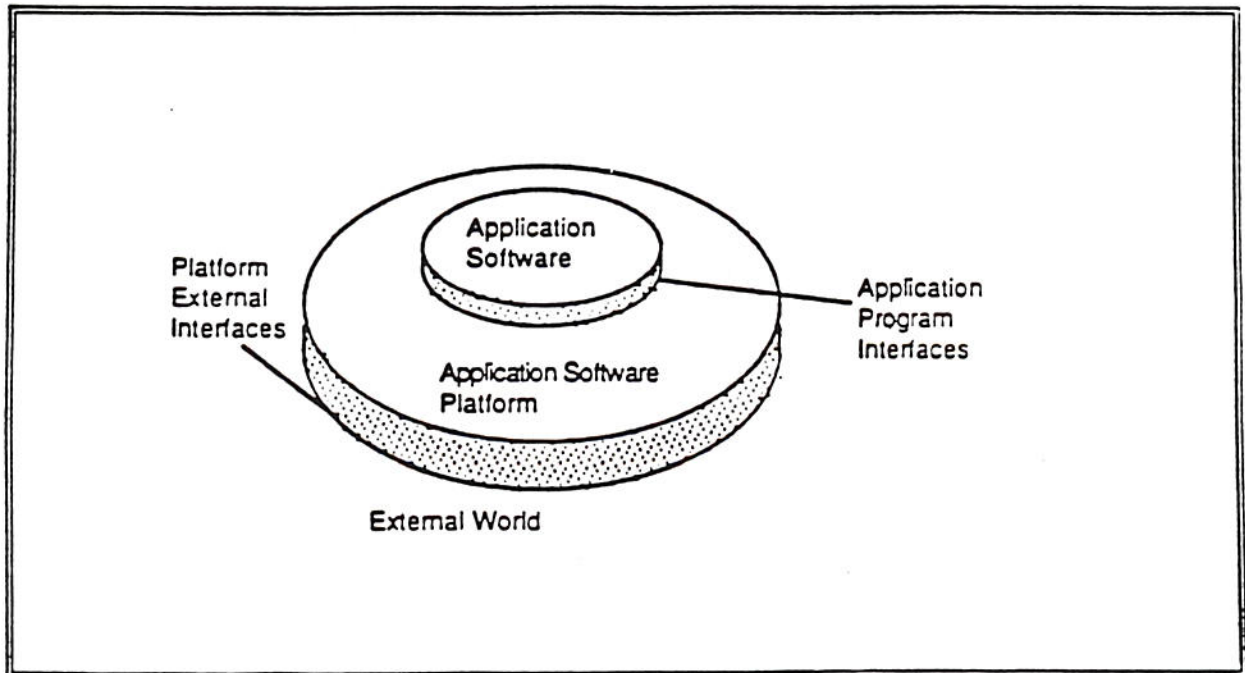 Application
Software
Platform
External
Interfaces
Application
Program
Interfaces
Application Software
Platform
External World